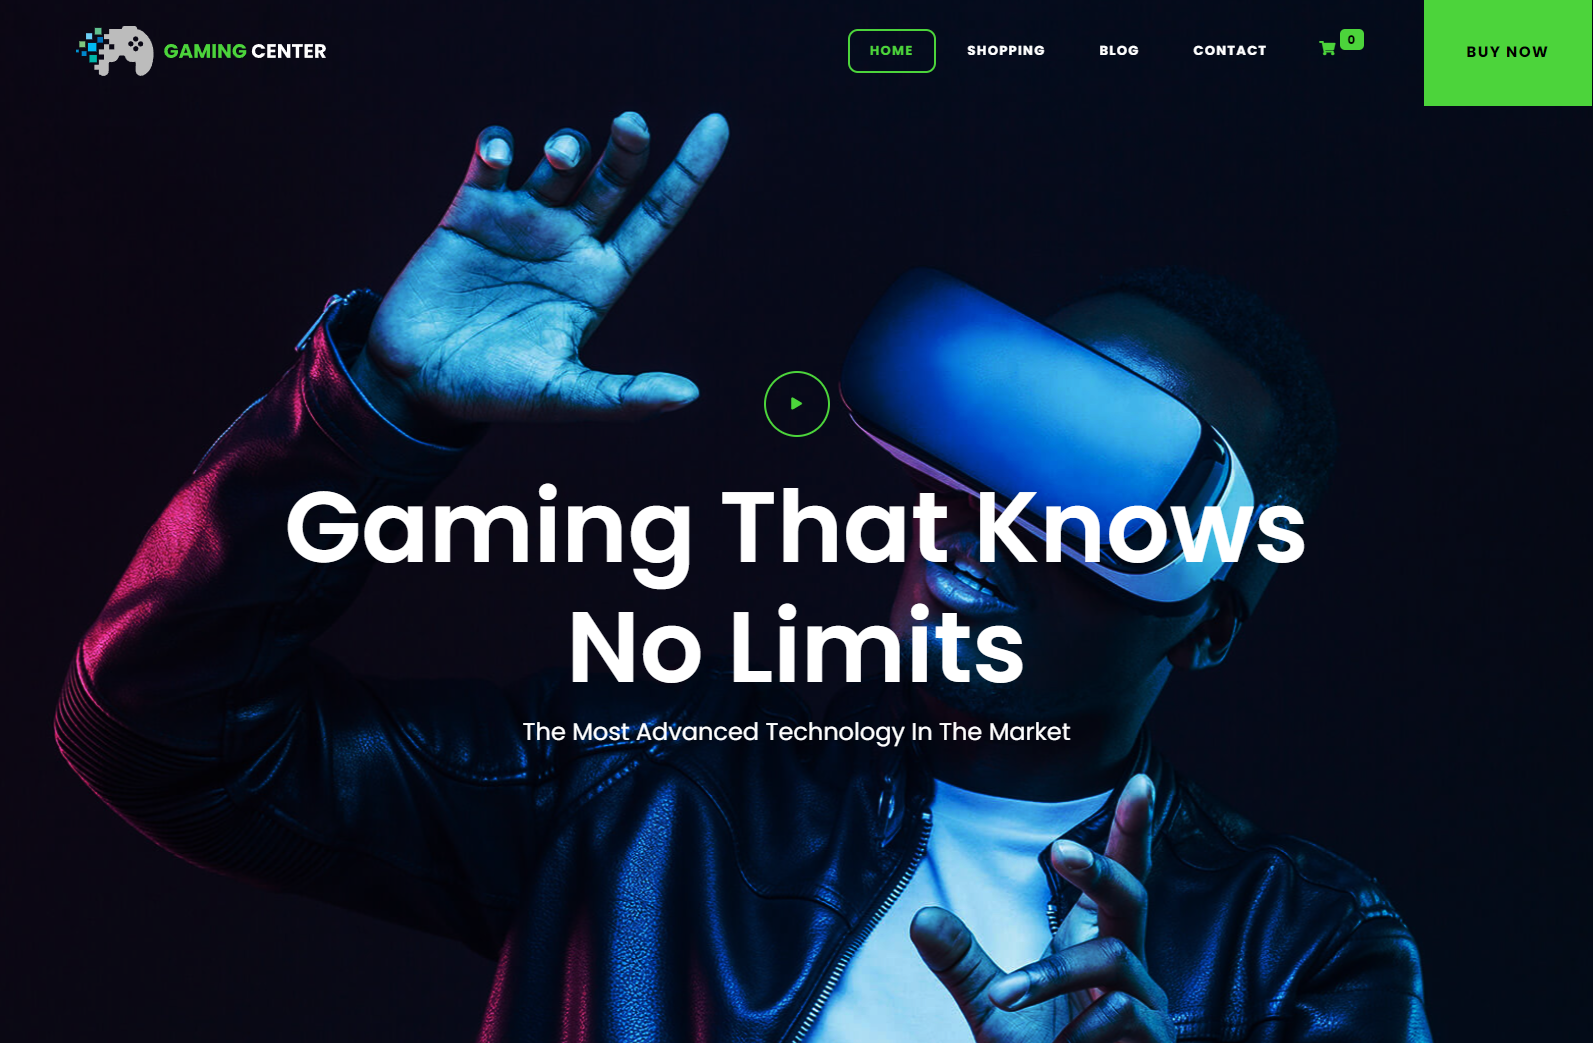 GAMING CENTER
HOME
SHOPPING
BLOG
CONTACT
0
BUY NOW
Gaming That Knows
No Limits
The Most Advanced Technology In The Market